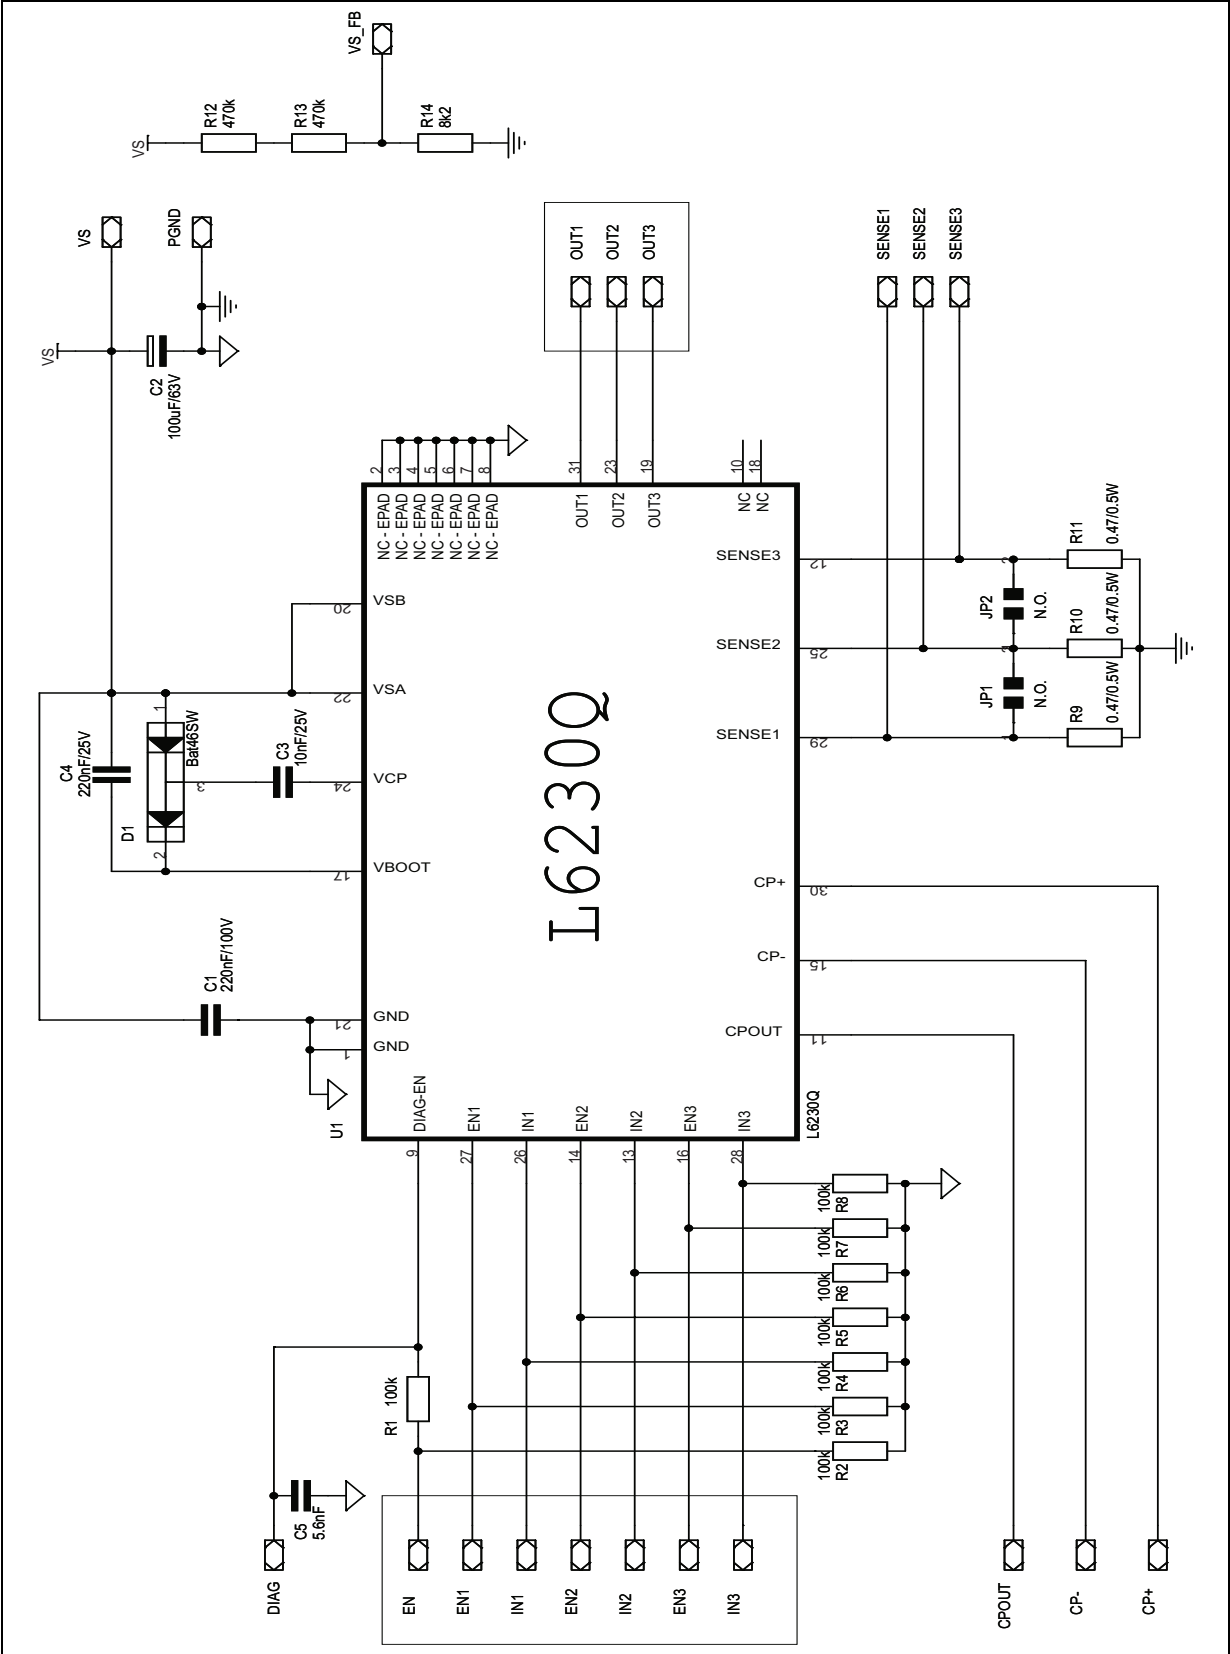 VS_FB
R12
470k
R13
470k
R14
8k2
VS
VS
PGND
VS
C2
100uF/63V
OUT1
OUT2
OUT3
SENSE1
SENSE2
SENSE3
2
3
4
5
6
7
8
NC - EPAD
NC - EPAD
NC - EPAD
NC - EPAD
NC - EPAD
NC - EPAD
NC - EPAD
31
23
19
OUT1
OUT2
OUT3
10
18
NC
NC
20
VSB
22
VSA
24
VCP
17
VBOOT
21
GND
1
GND
C4
220nF/25V
D1
1
2
3
Bat46SW
C3
10nF/25V
C1
220nF/100V
L6230Q
SENSE3
12
SENSE2
25
SENSE1
29
CP+
30
CP-
15
CPOUT
11
JP2
N.O.
JP1
N.O.
R11
0.47/0.5W
R10
0.47/0.5W
R9
0.47/0.5W
U1
L6230Q
DIAG-EN
EN1
IN1
EN2
IN2
EN3
IN3
9
27
26
14
13
16
28
R1 100k
100k
R8
100k
R7
100k
R6
100k
R5
100k
R4
100k
R3
100k
R2
C5
5.6nF
DIAG
EN
EN1
IN1
EN2
IN2
EN3
IN3
CPOUT
CP-
CP+